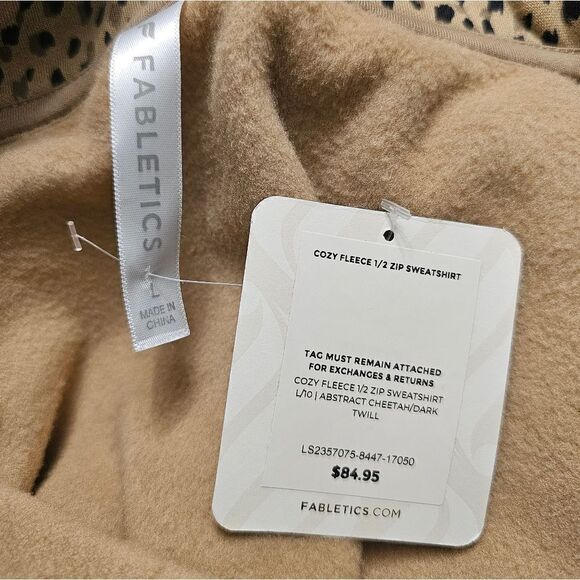 FABLETICS
L
MADE IN
CHINA
COZY FLEECE 1/2 ZIP SWEATSHIRT
TAG MUST REMAIN ATTACHED
FOR EXCHANGES & RETURNS
COZY FLEECE 1/2 ZIP SWEATSHIRT
L/10 | ABSTRACT CHEETAH/DARK
TWILL
LS2357075-8447-17050
$84.95
FABLETICS.COM